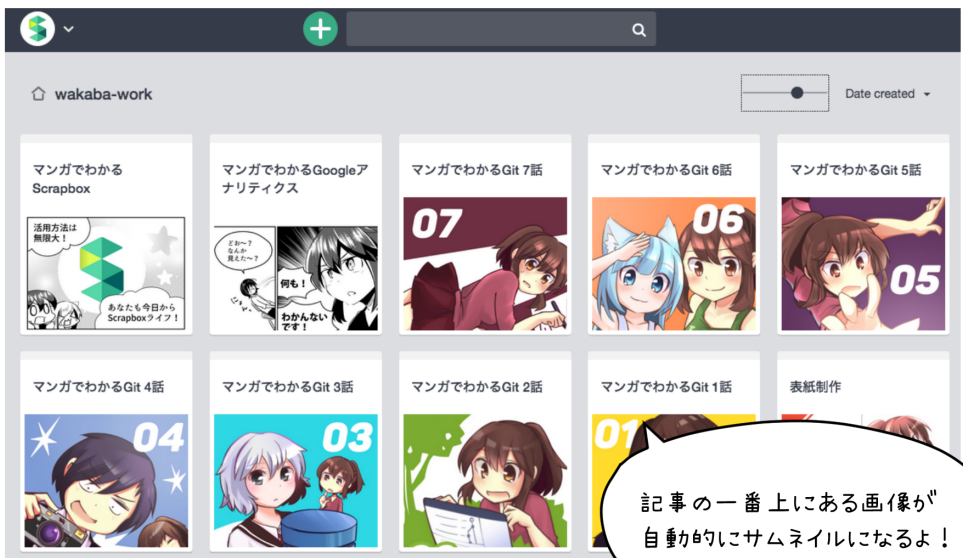 wakaba-work
Date created
マンガでわかる
Scrapbox
活用方法は
無限大！
あなたも今日から
Scrapboxライフ！
マンガでわかるGoogleア
ナリティクス
どお〜？
なんか
見えた〜？
何も！
わかんない
です！
マンガでわかるGit 7話
07
マンガでわかるGit 6話
06
マンガでわかるGit 5話
05
マンガでわかるGit 4話
04
マンガでわかるGit 3話
03
マンガでわかるGit 2話
マンガでわかるGit 1話
01
表紙制作
記事の一番上にある画像が
自動的にサムネイルになるよ！